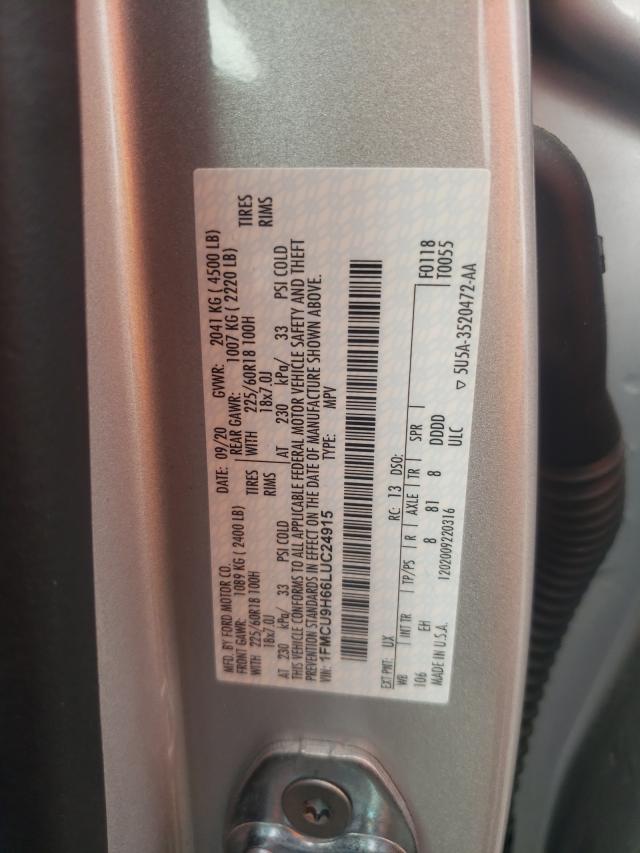 MFD. BY FORD MOTOR CO. DATE: 09/20 GVWR: 2041 KG ( 4500 LB)
FRONT GAWR: 1089 KG ( 2400 LB) REAR GAWR: 1007 KG ( 2220 LB)
WITH 225/60R18 100H TIRES WITH 225/60R18 100H TIRES
18x7.0J RIMS 18x7.0J RIMS
AT 230 kPa/ 33 PSI COLD AT 230 kPa/ 33 PSI COLD
THIS VEHICLE CONFORMS TO ALL APPLICABLE FEDERAL MOTOR VEHICLE SAFETY AND THEFT
PREVENTION STANDARDS IN EFFECT ON THE DATE OF MANUFACTURE SHOWN ABOVE.
VIN: 1FMCU9H66LUC24915 TYPE: MPV
F0118
T0055
EXT PNT: UX RC: 13 DSO:
WB INT TR TP/PS R AXLE TR SPR
106 EH 8 81 8 DDDD
MADE IN U.S.A. 1202009220316 ULC
▽ 5U5A-3520472-AA